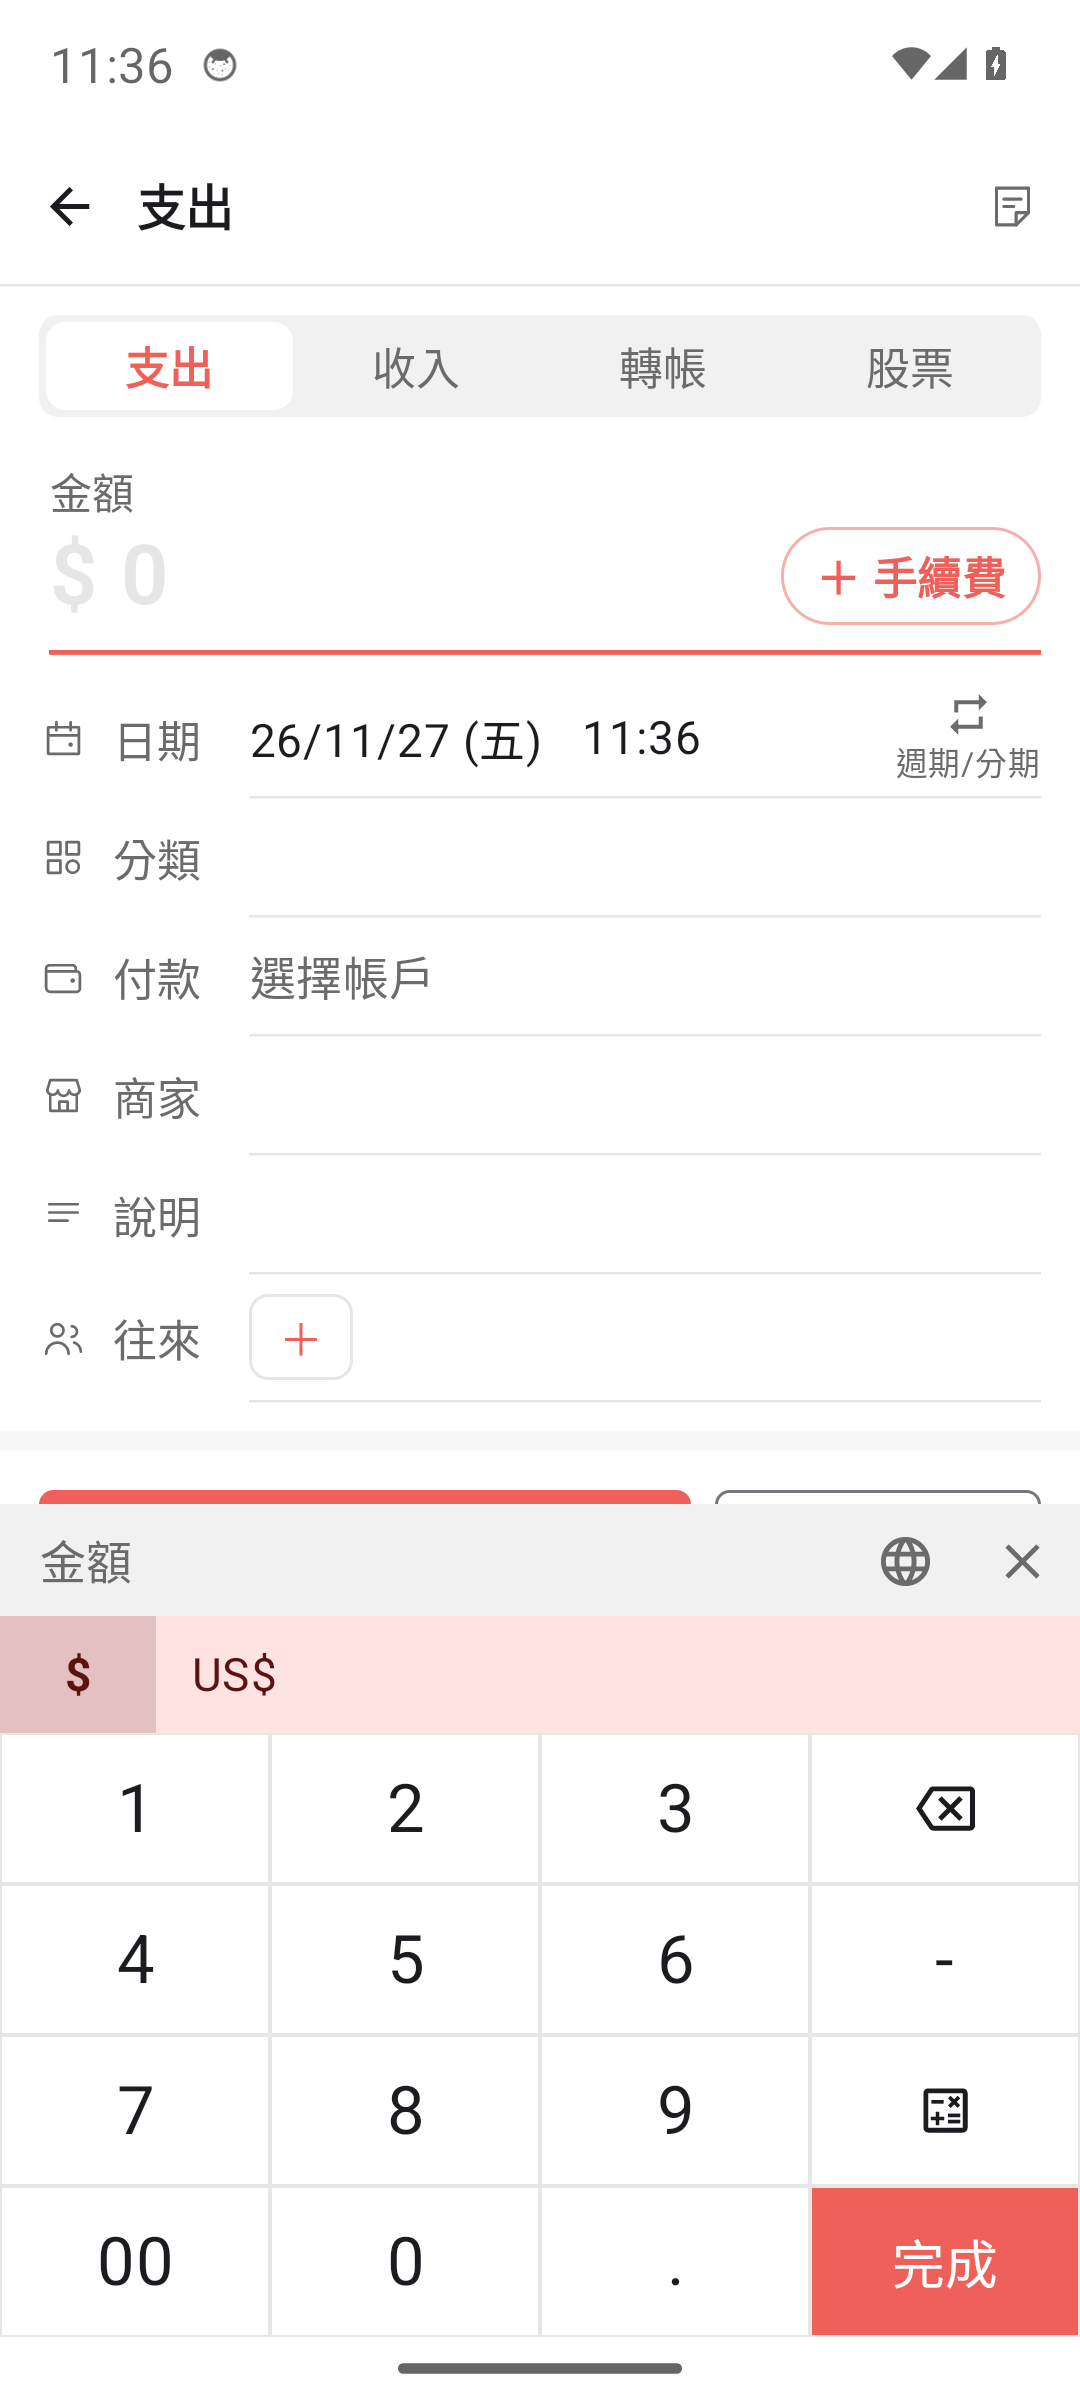 11:36
支出
支出 收入 轉帳 股票
金額
$ 0
+ 手續費
日期 26/11/27 (五) 11:36
週期/分期
分類
付款 選擇帳戶
商家
說明
往來 +
金額
$ US$
1 2 3
4 5 6 -
7 8 9
00 0 . 完成